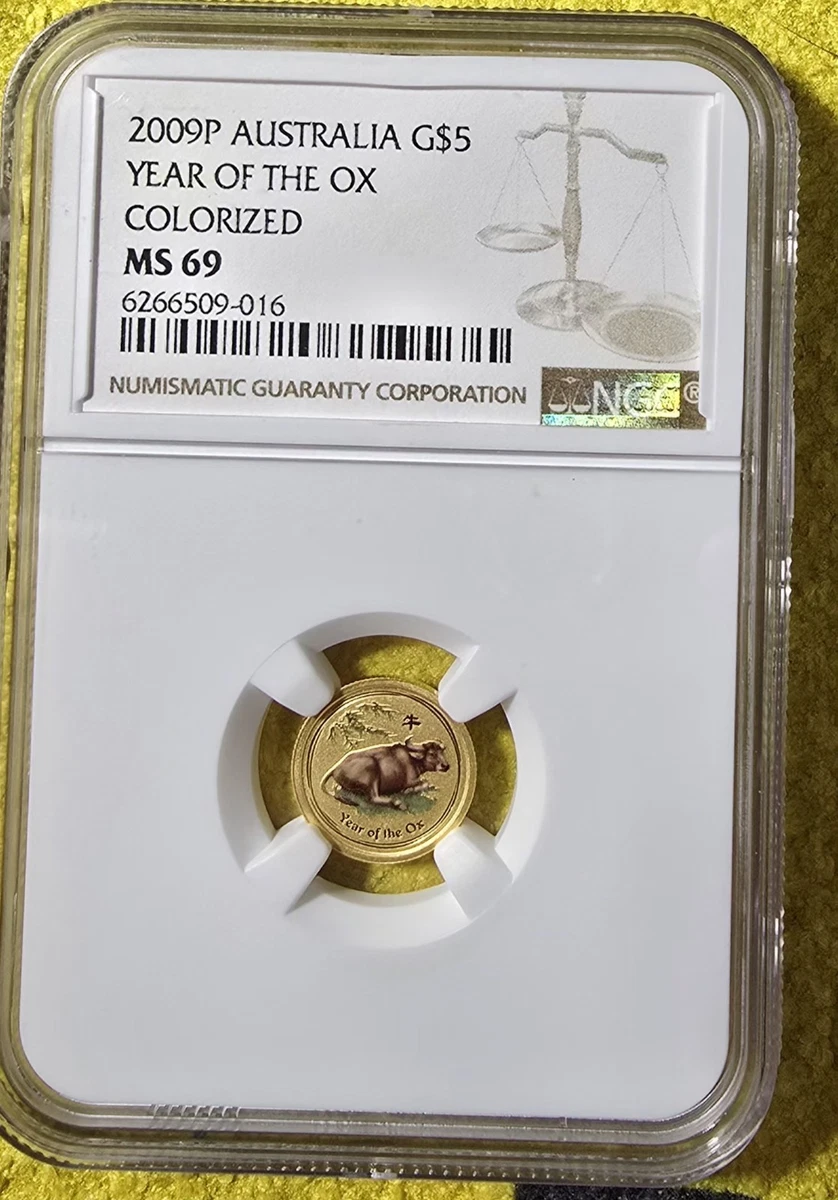 2009P AUSTRALIA G$5
YEAR OF THE OX
COLORIZED
MS 69
6266509-016
NUMISMATIC GUARANTY CORPORATION
NGC®
牛
Year of the Ox